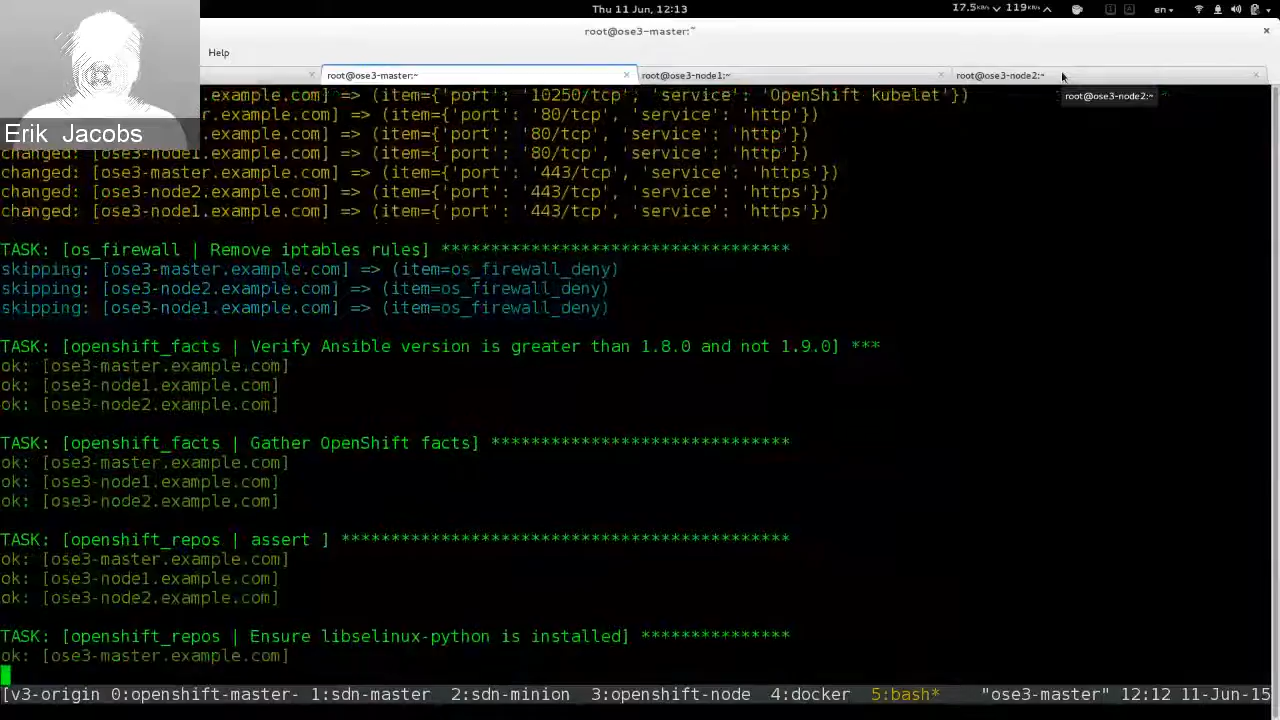 Thu 11 Jun, 12:13
17.5KB/s 119KB/s en
root@ose3-master:~
Help
root@ose3-master:~ root@ose3-node1:~ root@ose3-node2:~
root@ose3-node2:~
Erik Jacobs
.example.com] => (item={'port': '10250/tcp', 'service': 'OpenShift kubelet'})
r.example.com] => (item={'port': '80/tcp', 'service': 'http'})
.example.com] => (item={'port': '80/tcp', 'service': 'http'})
changed: [ose3-node1.example.com] => (item={'port': '80/tcp', 'service': 'http'})
changed: [ose3-master.example.com] => (item={'port': '443/tcp', 'service': 'https'})
changed: [ose3-node2.example.com] => (item={'port': '443/tcp', 'service': 'https'})
changed: [ose3-node1.example.com] => (item={'port': '443/tcp', 'service': 'https'})
TASK: [os_firewall | Remove iptables rules] ***********************************
skipping: [ose3-master.example.com] => (item=os_firewall_deny)
skipping: [ose3-node2.example.com] => (item=os_firewall_deny)
skipping: [ose3-node1.example.com] => (item=os_firewall_deny)
TASK: [openshift_facts | Verify Ansible version is greater than 1.8.0 and not 1.9.0] ***
ok: [ose3-master.example.com]
ok: [ose3-node1.example.com]
ok: [ose3-node2.example.com]
TASK: [openshift_facts | Gather OpenShift facts] ******************************
ok: [ose3-master.example.com]
ok: [ose3-node1.example.com]
ok: [ose3-node2.example.com]
TASK: [openshift_repos | assert ] *********************************************
ok: [ose3-master.example.com]
ok: [ose3-node1.example.com]
ok: [ose3-node2.example.com]
TASK: [openshift_repos | Ensure libselinux-python is installed] ***************
ok: [ose3-master.example.com]
[v3-origin 0:openshift-master- 1:sdn-master 2:sdn-minion 3:openshift-node 4:docker 5:bash* "ose3-master" 12:12 11-Jun-15